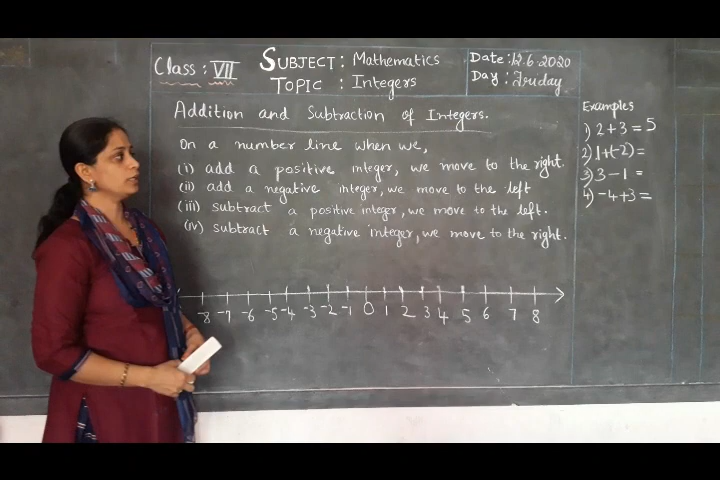 Class : VII
SUBJECT : Mathematics
TOPIC : Integers
Date : 12.6.2020
Day : Friday
Addition and Subtraction of Integers.
On a number line when we,
(i) add a positive integer, we move to the right.
(ii) add a negative integer, we move to the left
(iii) subtract a positive integer, we move to the left.
(iv) subtract a negative integer, we move to the right.
-8 -7 -6 -5 -4 -3 -2 -1 0 1 2 3 4 5 6 7 8
Examples
1) 2 + 3 = 5
2) 1 + (-2) =
3) 3 - 1 =
4) -4 + 3 =